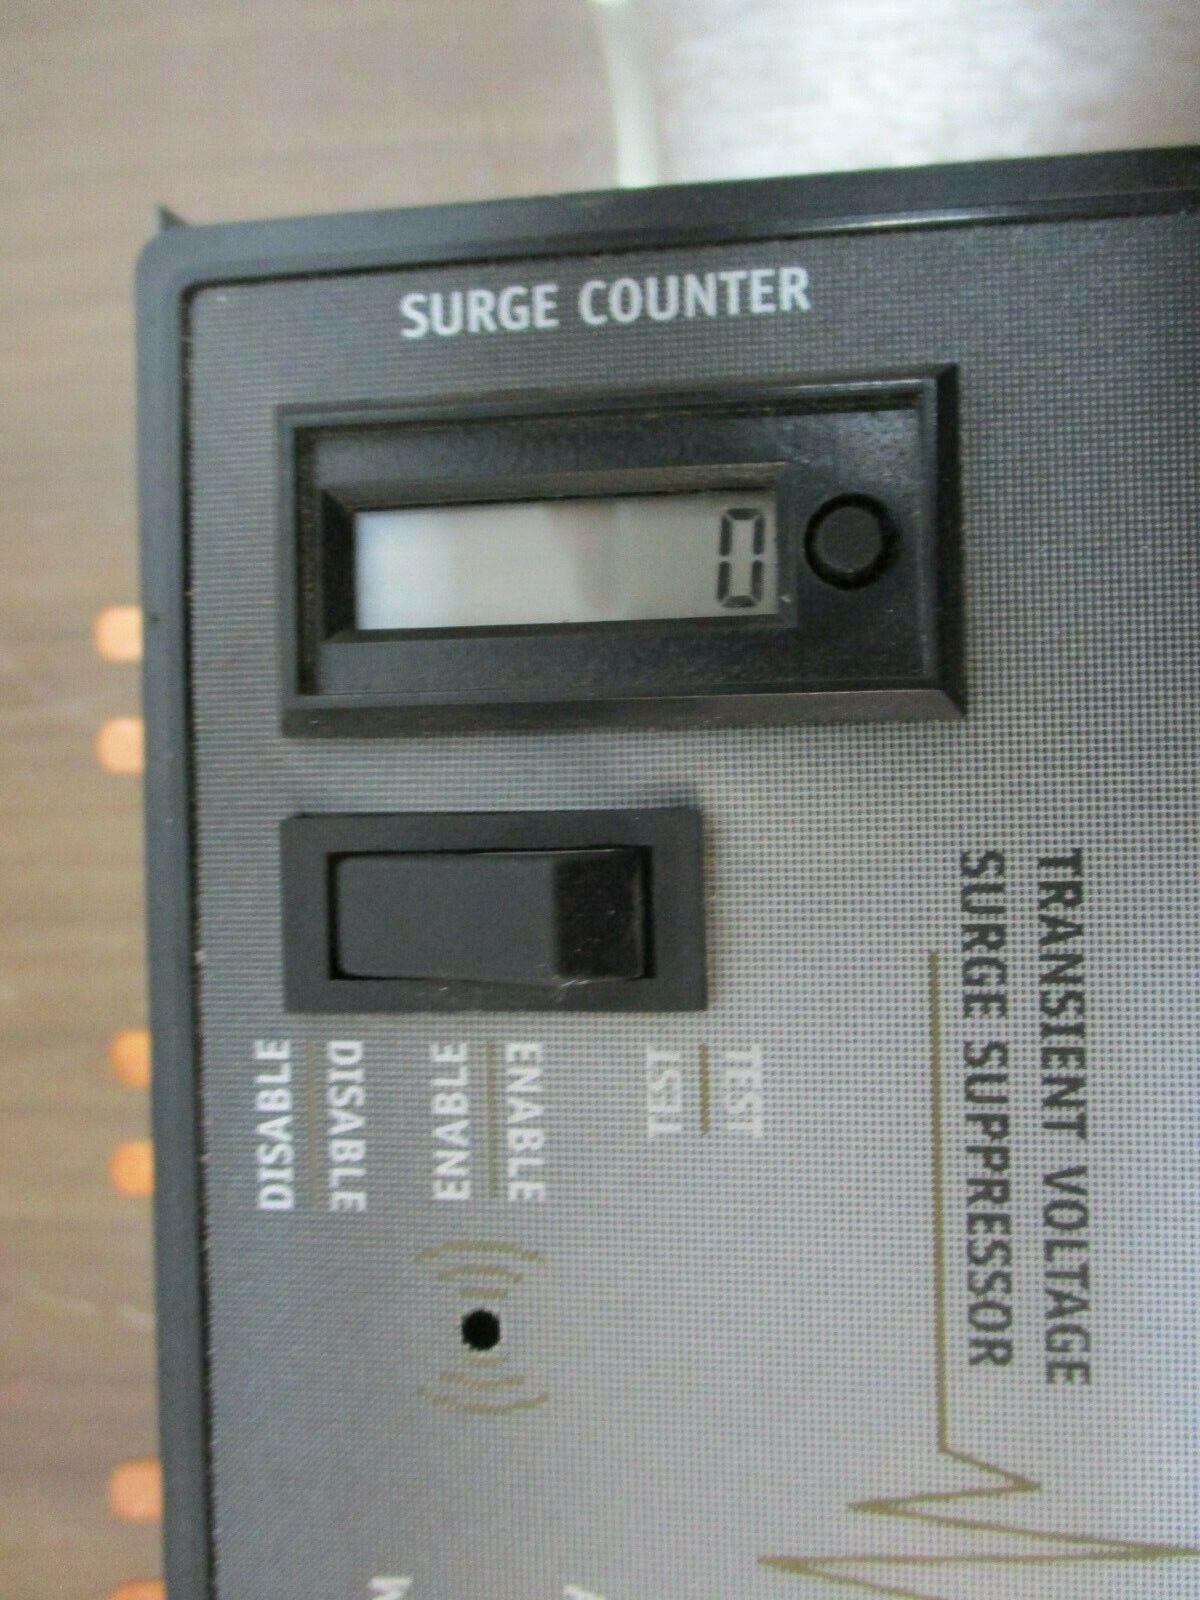 SURGE COUNTER
0
TRANSIENT VOLTAGE
SURGE SUPPRESSOR
TEST
TEST
ENABLE
ENABLE
DISABLE
DISABLE